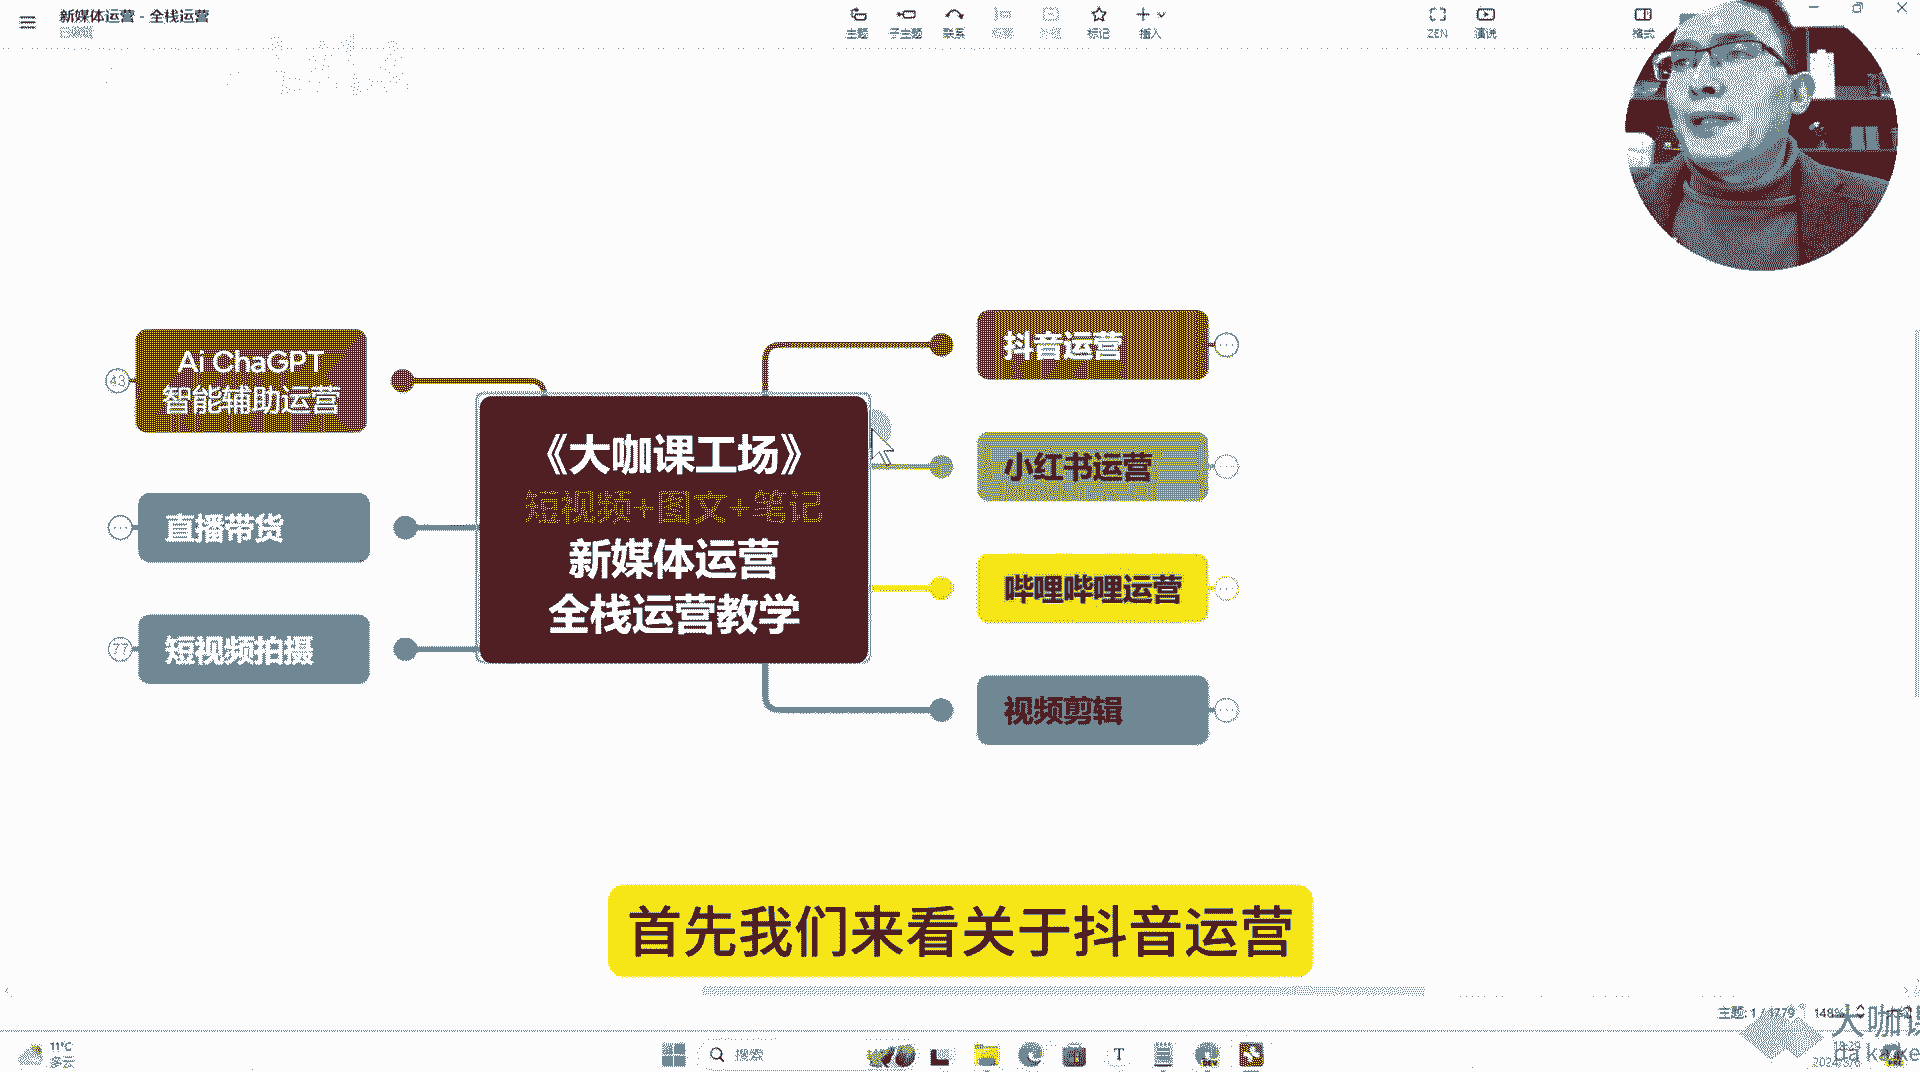 新媒体运营 - 全栈运营
已编辑
主题
子主题
联系
概要
外框
标记
插入
ZEN
演说
格式
Ai ChaGPT
智能辅助运营
43
直播带货
短视频拍摄
77
《大咖课工场》
短视频+图文+笔记
新媒体运营
全栈运营教学
抖音运营
小红书运营
哔哩哔哩运营
视频剪辑
首先我们来看关于抖音运营
主题: 1 / 1779
148%
大咖课
da ka ke
11°C
多云
搜索
T
DEV